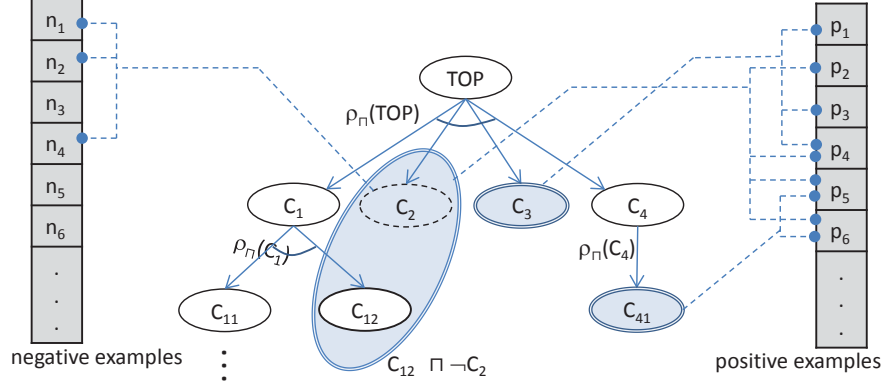 n1
n2
n3
n4
n5
n6
.
.
.
negative examples
TOP
ρ⊓(TOP)
C1
C2
C3
C4
ρ⊓(C1)
ρ⊓(C4)
C11
C12
C41
⋮
C12 ⊓ ¬C2
p1
p2
p3
p4
p5
p6
.
.
.
positive examples